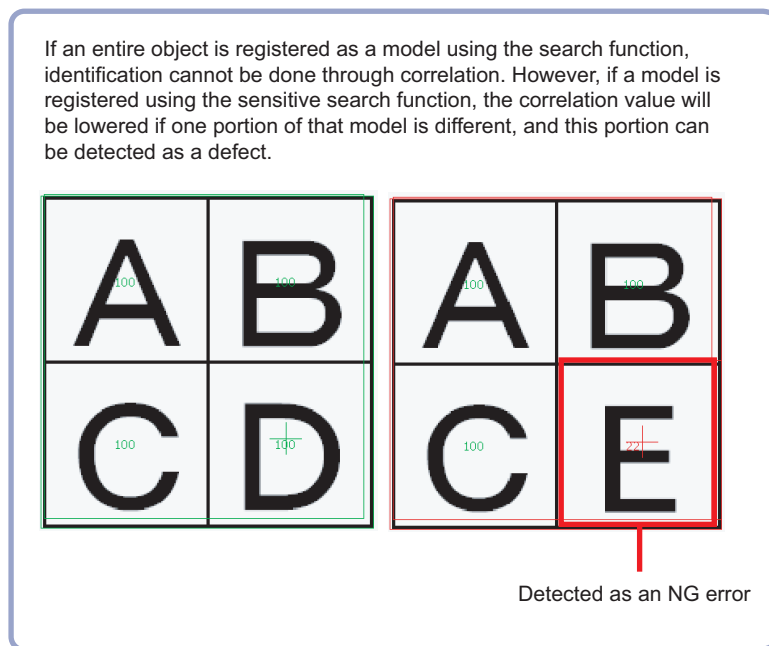 If an entire object is registered as a model using the search function,
identification cannot be done through correlation. However, if a model is
registered using the sensitive search function, the correlation value will
be lowered if one portion of that model is different, and this portion can
be detected as a defect.
A B A B
100 100 100 100
C D C E
100 100 100 22
Detected as an NG error